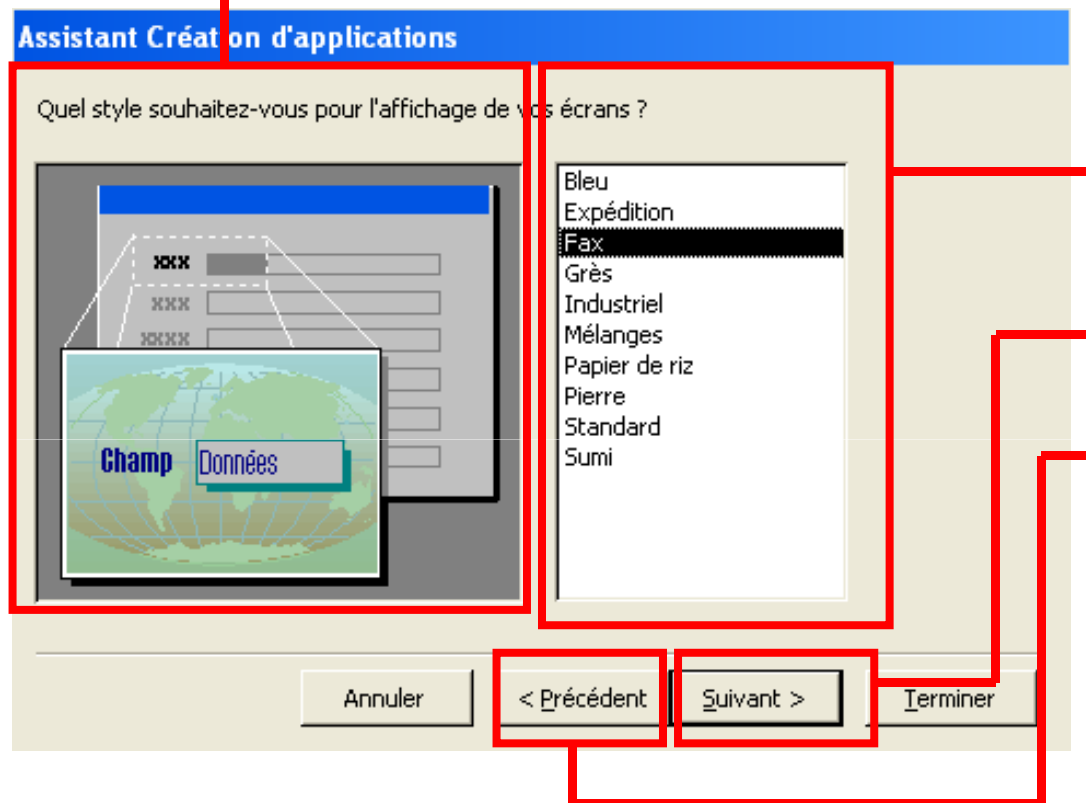 Assistant Création d'applications
Quel style souhaitez-vous pour l'affichage de vos écrans ?
xxx
xxx
xxxx
Champ Données
Bleu
Expédition
Fax
Grès
Industriel
Mélanges
Papier de riz
Pierre
Standard
Sumi
Annuler
< Précédent
Suivant >
Terminer